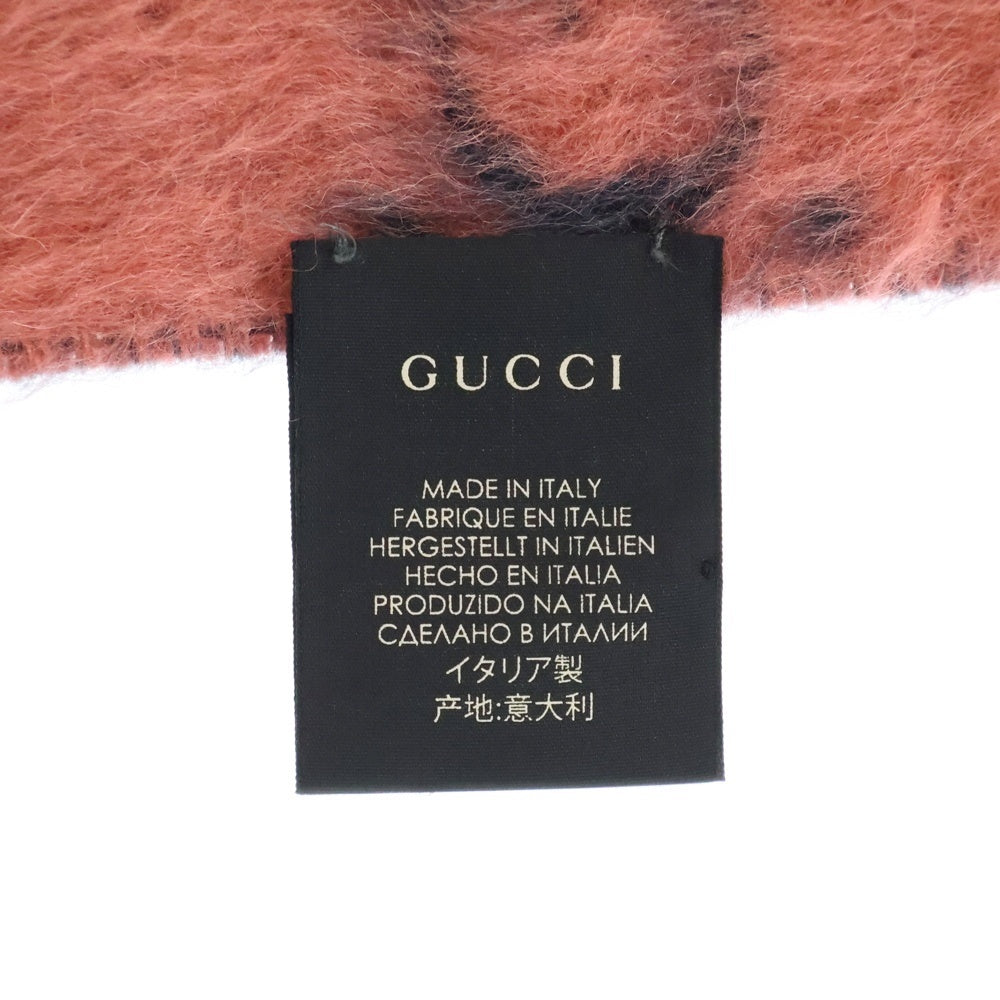 GUCCI
MADE IN ITALY
FABRIQUE EN ITALIE
HERGESTELLT IN ITALIEN
HECHO EN ITALIA
PRODUZIDO NA ITALIA
СДЕЛАНО В ИТАЛИИ
イタリア製
产地:意大利